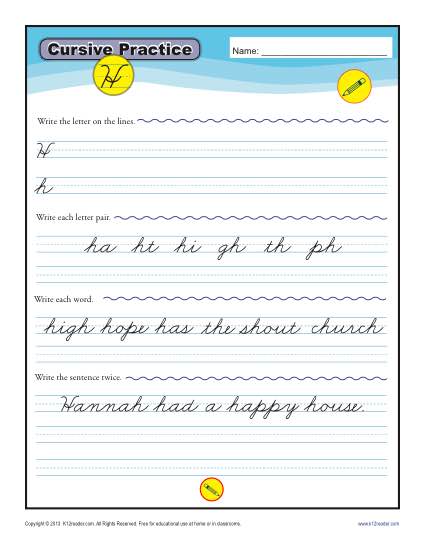 Cursive Practice
Name: ____________________
H
Write the letter on the lines.
H
h
Write each letter pair.
ha ht hi gh th ph
Write each word.
high hope has the shout church
Write the sentence twice.
Hannah had a happy house.
Copyright © 2013 K12reader.com. All Rights Reserved. Free for educational use at home or in classrooms. www.k12reader.com